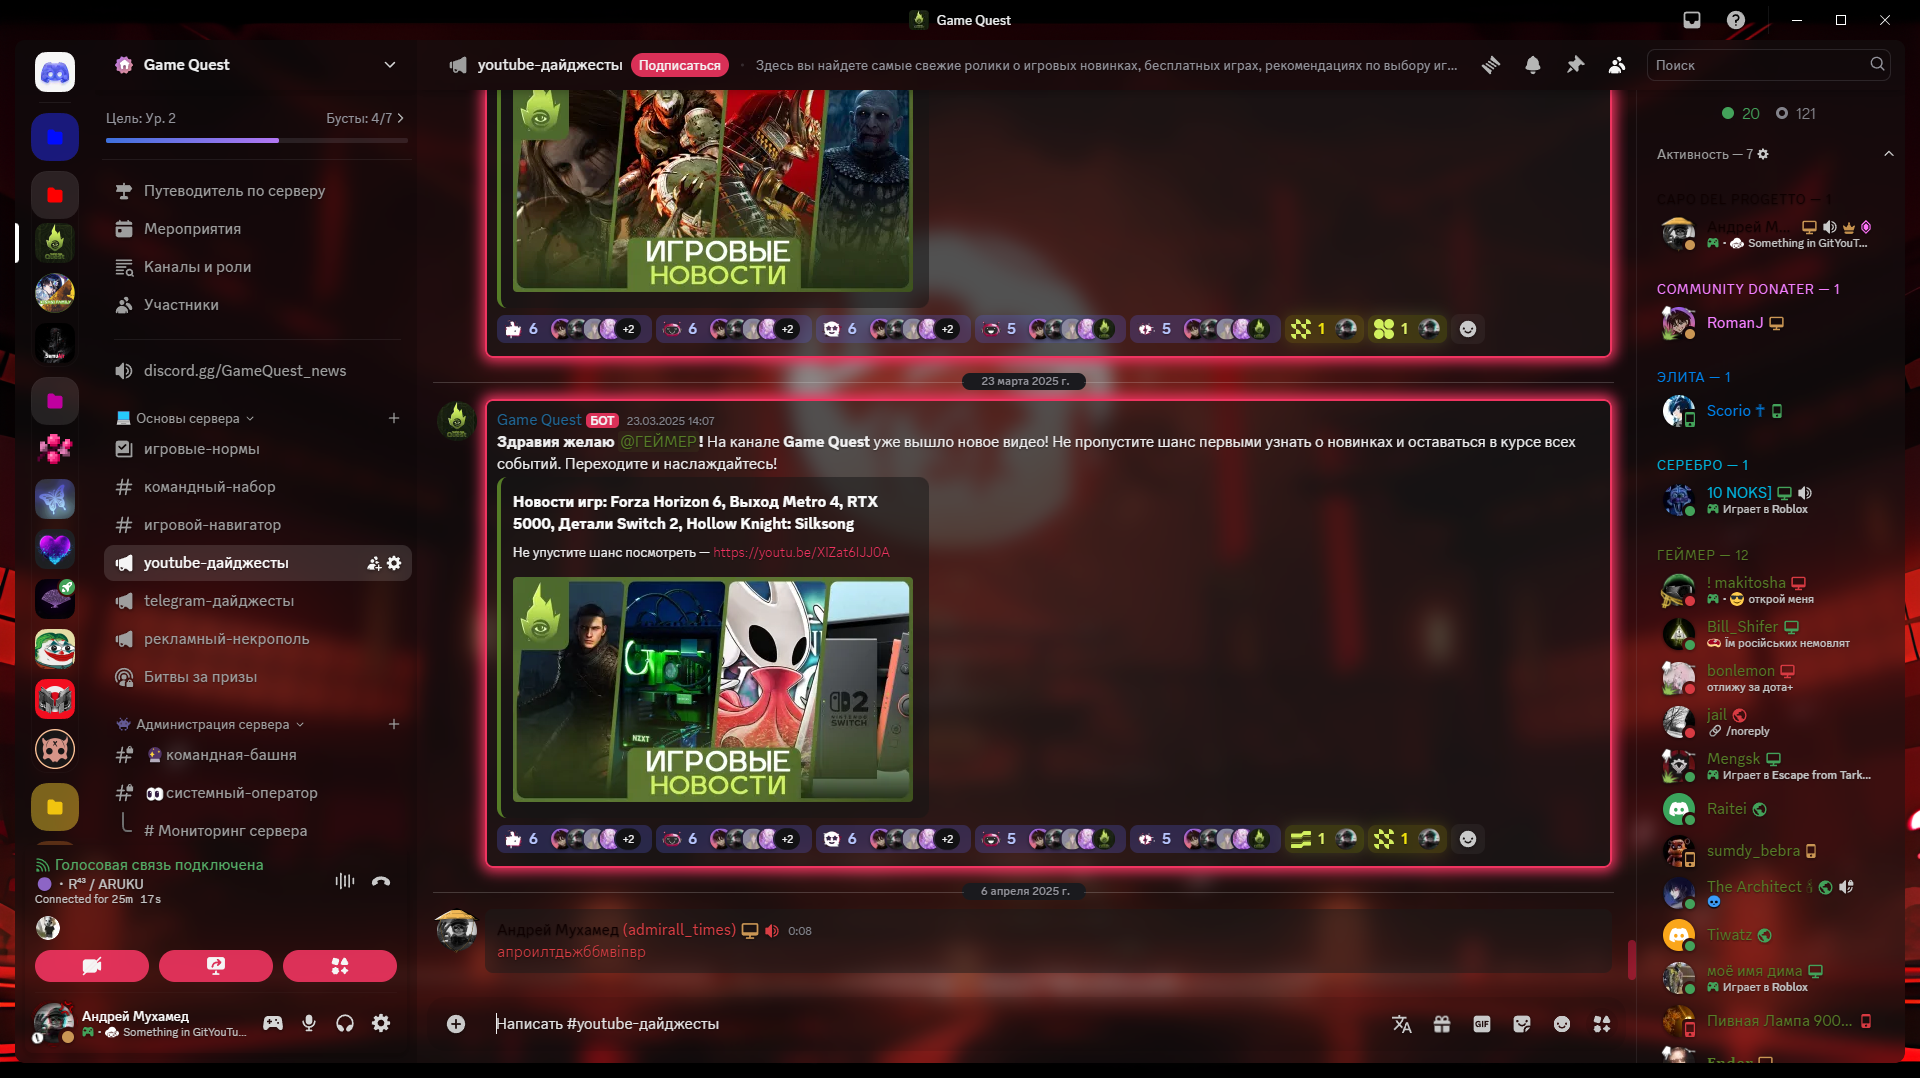 Game Quest
Game Quest
Цель: Ур. 2
Бусты: 4/7
Путеводитель по серверу
Мероприятия
Каналы и роли
Участники
discord.gg/GameQuest_news
Основы сервера
игровые-нормы
командный-набор
игровой-навигатор
youtube-дайджесты
telegram-дайджесты
рекламный-некрополь
Битвы за призы
Администрация сервера
командная-башня
системный-оператор
# Мониторинг сервера
Голосовая связь подключена
• R⁴³ / ARUKU
Connected for 25m 17s
Андрей Мухамед
Something in GitYouTu...
youtube-дайджесты
Подписаться
Здесь вы найдете самые свежие ролики о игровых новинках, бесплатных играх, рекомендациях по выбору иг...
Поиск
ИГРОВЫЕ
НОВОСТИ
6 +2 6 +2 6 +2 5 5 1 1
23 марта 2025 г.
Game Quest БОТ 23.03.2025 14:07
Здравия желаю @ГЕЙМЕР! На канале Game Quest уже вышло новое видео! Не пропустите шанс первыми узнать о новинках и оставаться в курсе всех
событий. Переходите и наслаждайтесь!
Новости игр: Forza Horizon 6, Выход Metro 4, RTX
5000, Детали Switch 2, Hollow Knight: Silksong
Не упустите шанс посмотреть — https://youtu.be/XIZat6IJJ0A
NZXT
2
NINTENDO
SWITCH
ИГРОВЫЕ
НОВОСТИ
6 +2 6 +2 6 +2 5 5 1 1
6 апреля 2025 г.
Андрей Мухамед (admirall_times) 0:08
апроилтдьжббмвіпвр
Написать #youtube-дайджесты
GIF
20 121
Активность — 7
CAPO DEL PROGETTO — 1
Андрей М...
Something in GitYouT...
COMMUNITY DONATER — 1
RomanJ
ЭЛИТА — 1
Scorio †
СЕРЕБРО — 1
10 NOKS]
Играет в Roblox
ГЕЙМЕР — 12
! makitosha
открой меня
Bill_Shifer
Їм російських немовлят
bonlemon
отлижу за дота+
jail
/noreply
Mengsk
Играет в Escape from Tark...
Raitei
sumdy_bebra
The Architect
Tiwatz
моё имя дима
Играет в Roblox
Пивная Лампа 900...